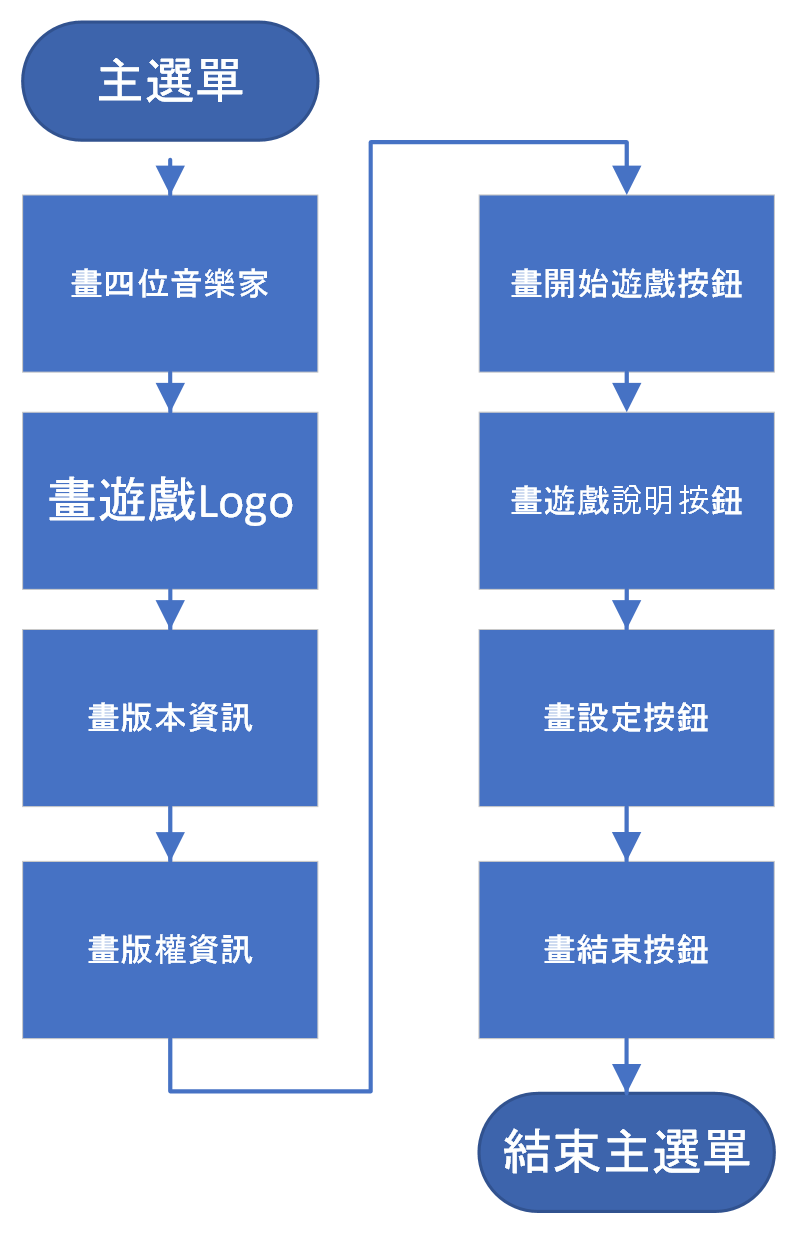 主選單
畫四位音樂家
畫遊戲Logo
畫版本資訊
畫版權資訊
畫開始遊戲按鈕
畫遊戲說明按鈕
畫設定按鈕
畫結束按鈕
結束主選單